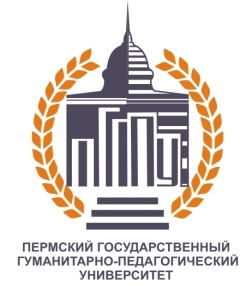 ПГГПУ
ПЕРМСКИЙ ГОСУДАРСТВЕННЫЙ
ГУМАНИТАРНО-ПЕДАГОГИЧЕСКИЙ
УНИВЕРСИТЕТ